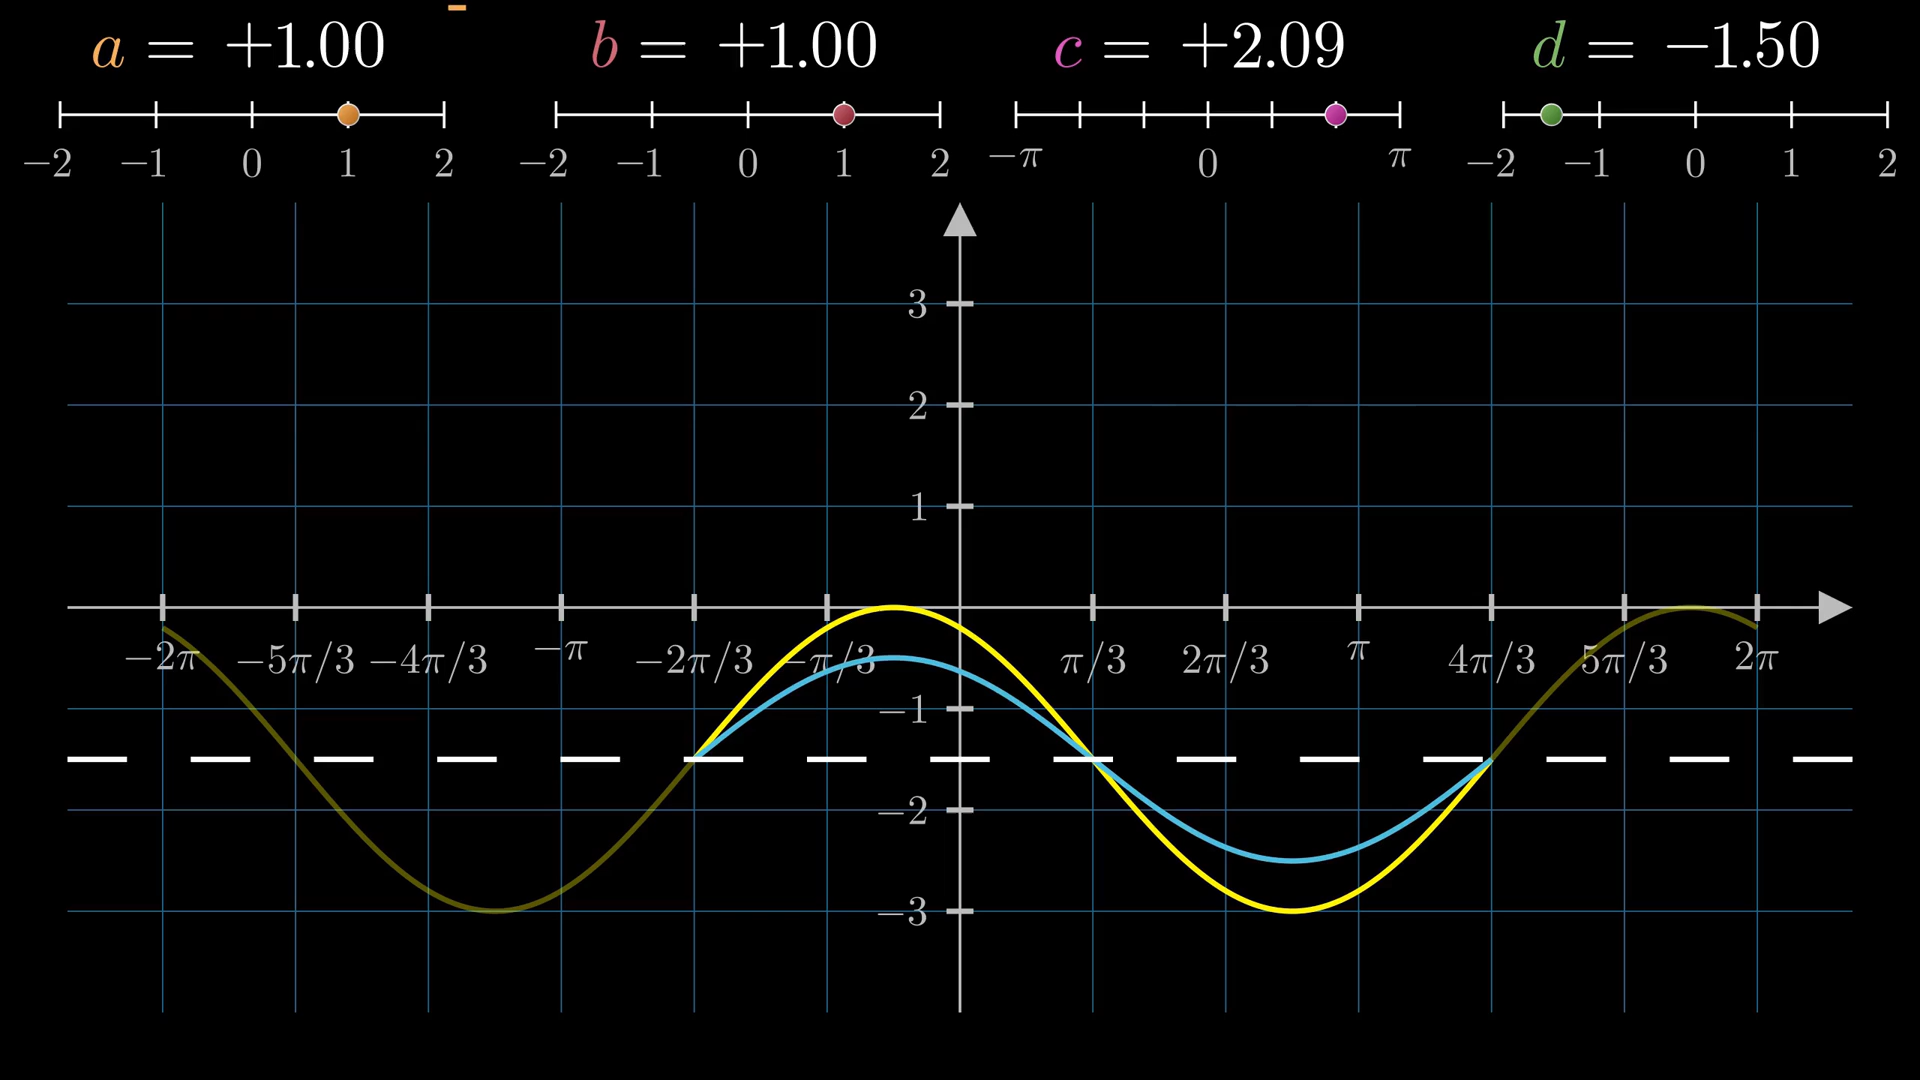 a = +1.00 b = +1.00 c = +2.09 d = −1.50
−2 −1 0 1 2 −2 −1 0 1 2 −π 0 π −2 −1 0 1 2
3
2
1
−2π −5π/3 −4π/3 −π −2π/3 −π/3 π/3 2π/3 π 4π/3 5π/3 2π
−1
−2
−3